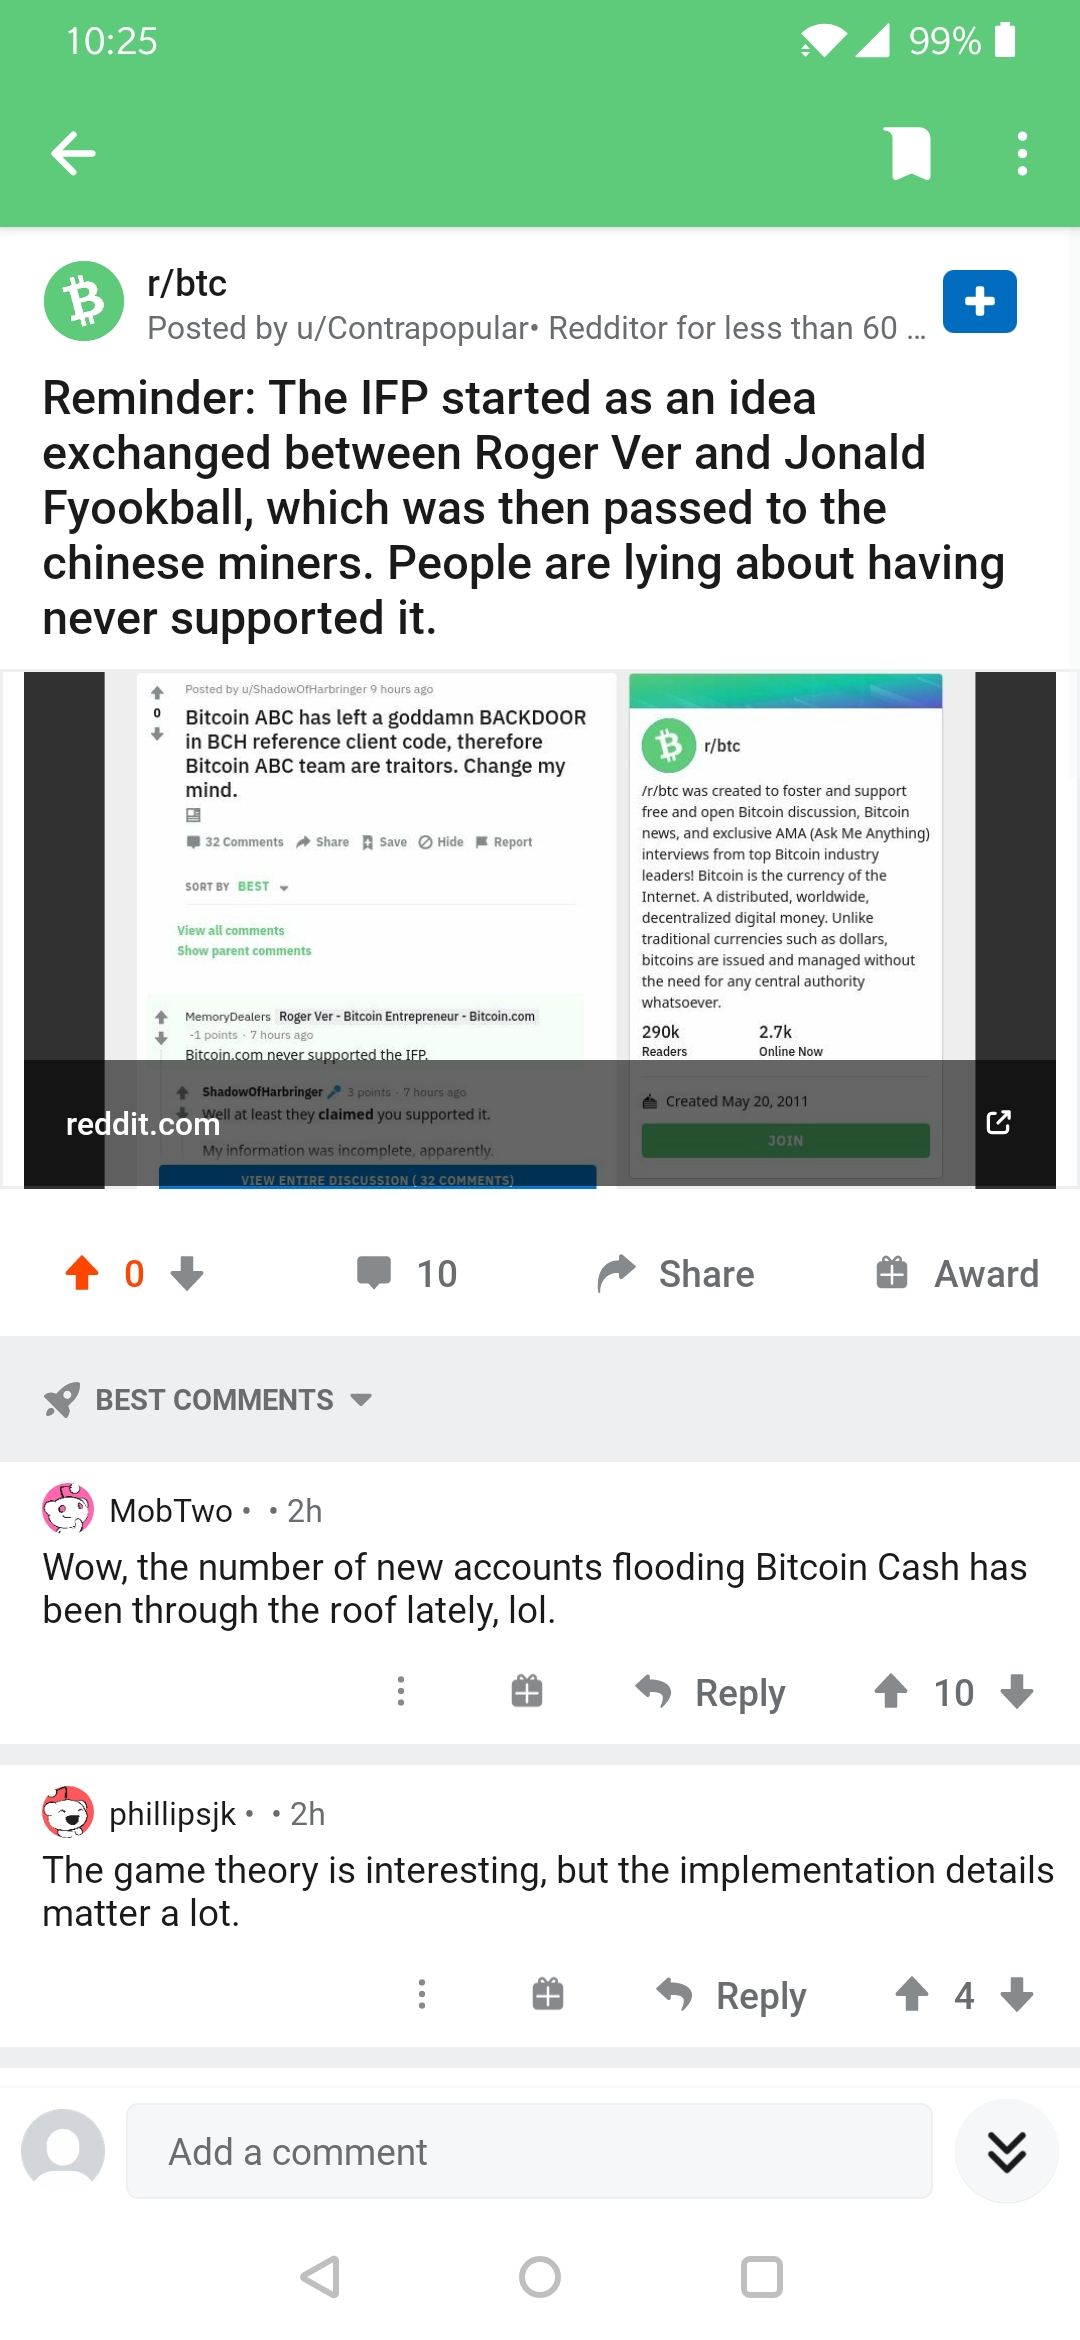 10:25
99%
r/btc
Posted by u/Contrapopular• Redditor for less than 60 ...
Reminder: The IFP started as an idea
exchanged between Roger Ver and Jonald
Fyookball, which was then passed to the
chinese miners. People are lying about having
never supported it.
Posted by u/ShadowOfHarbringer 9 hours ago
0
Bitcoin ABC has left a goddamn BACKDOOR
in BCH reference client code, therefore
Bitcoin ABC team are traitors. Change my
mind.
32 Comments Share Save Hide Report
SORT BY BEST
View all comments
Show parent comments
MemoryDealers Roger Ver - Bitcoin Entrepreneur - Bitcoin.com
-1 points · 7 hours ago
Bitcoin.com never supported the IFP.
ShadowOfHarbringer 3 points · 7 hours ago
Well at least they claimed you supported it.
My information was incomplete, apparently.
VIEW ENTIRE DISCUSSION ( 32 COMMENTS)
r/btc
/r/btc was created to foster and support
free and open Bitcoin discussion, Bitcoin
news, and exclusive AMA (Ask Me Anything)
interviews from top Bitcoin industry
leaders! Bitcoin is the currency of the
Internet. A distributed, worldwide,
decentralized digital money. Unlike
traditional currencies such as dollars,
bitcoins are issued and managed without
the need for any central authority
whatsoever.
290k 2.7k
Readers Online Now
Created May 20, 2011
JOIN
reddit.com
0 10 Share Award
BEST COMMENTS
MobTwo • • 2h
Wow, the number of new accounts flooding Bitcoin Cash has
been through the roof lately, lol.
Reply 10
phillipsjk • • 2h
The game theory is interesting, but the implementation details
matter a lot.
Reply 4
Add a comment